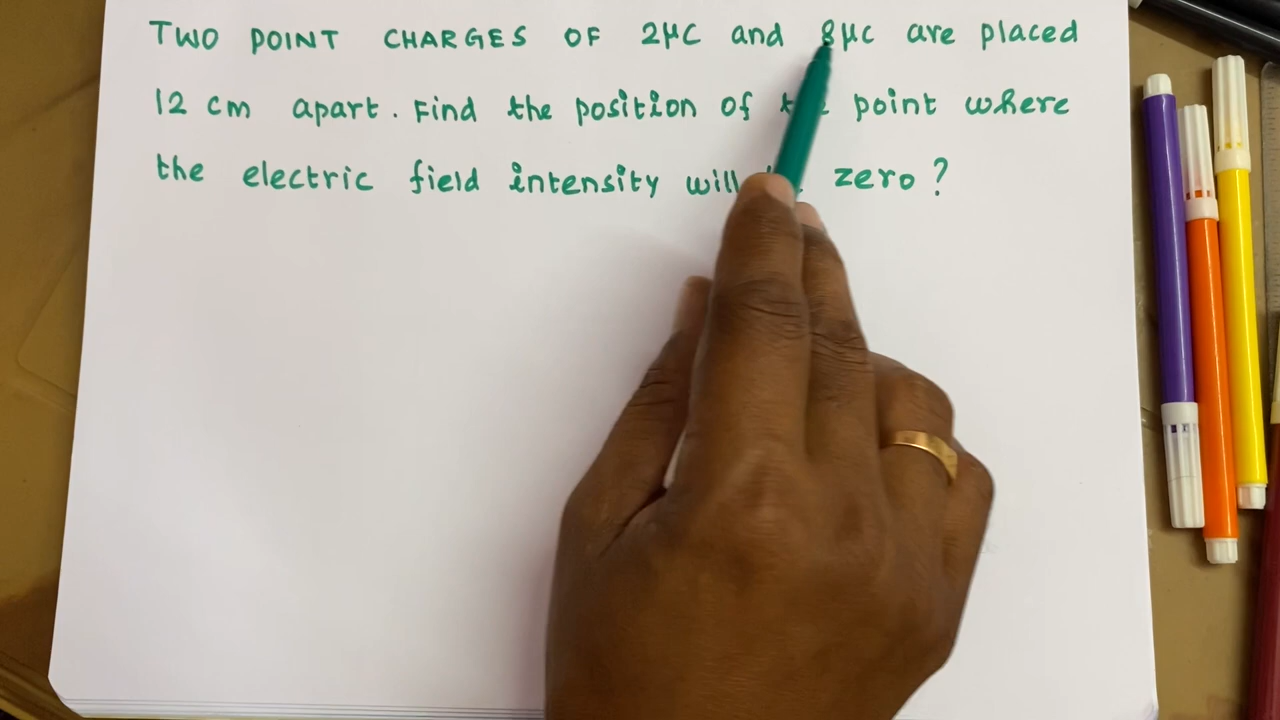 TWO POINT CHARGES OF 2μC and 8μC are placed
12 cm apart. Find the position of point where
the electric field intensity will zero?